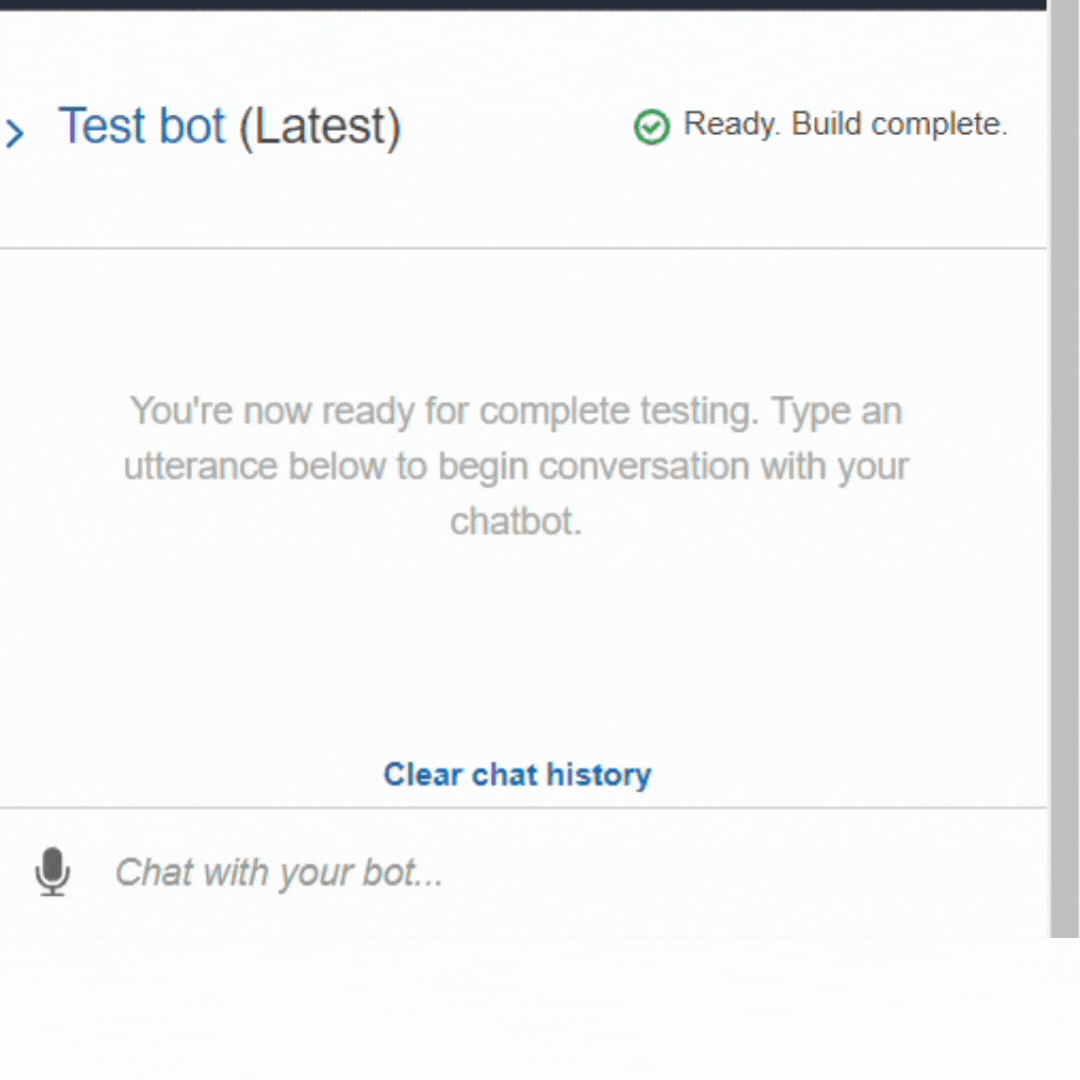 Test bot (Latest)
Ready. Build complete.
You're now ready for complete testing. Type an
utterance below to begin conversation with your
chatbot.
Clear chat history
Chat with your bot...